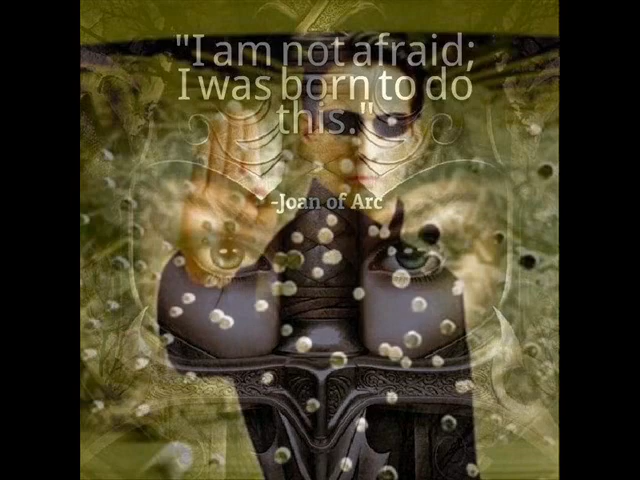 "I am not afraid;
I was born to do
this."
-Joan of Arc